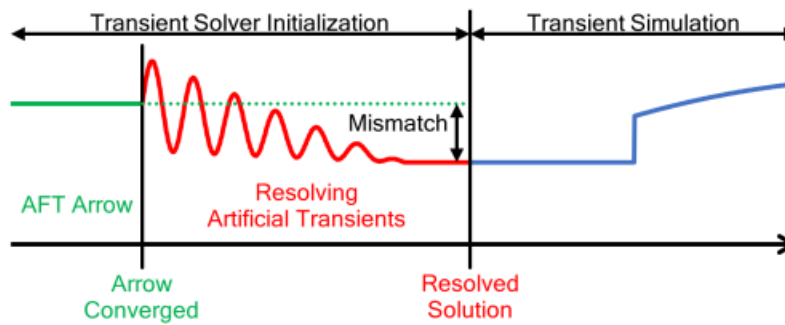 Transient Solver Initialization
Transient Simulation
Mismatch
AFT Arrow
Resolving
Artificial Transients
Arrow
Converged
Resolved
Solution